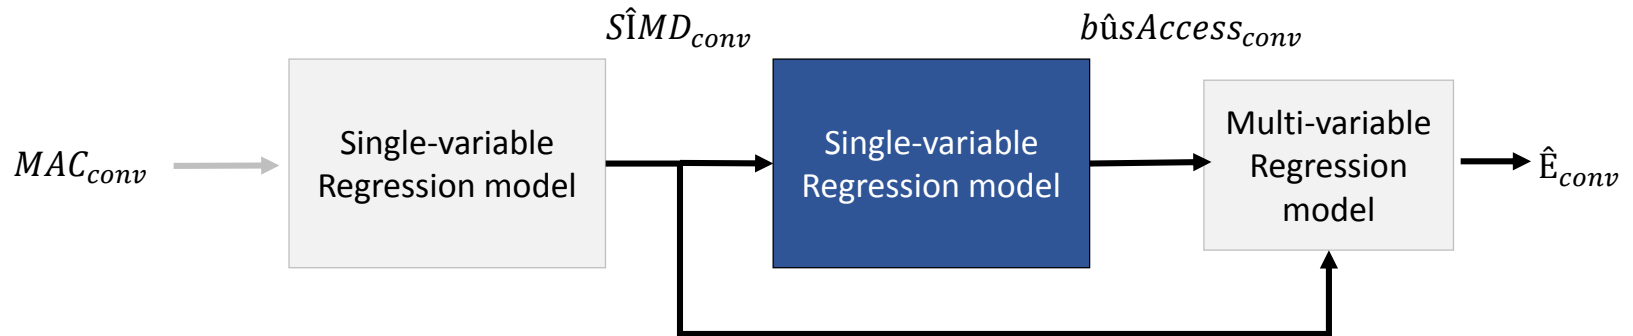 SÎMD_conv
bûsAccess_conv
MAC_conv
Single-variable
Regression model
Single-variable
Regression model
Multi-variable
Regression
model
Ê_conv